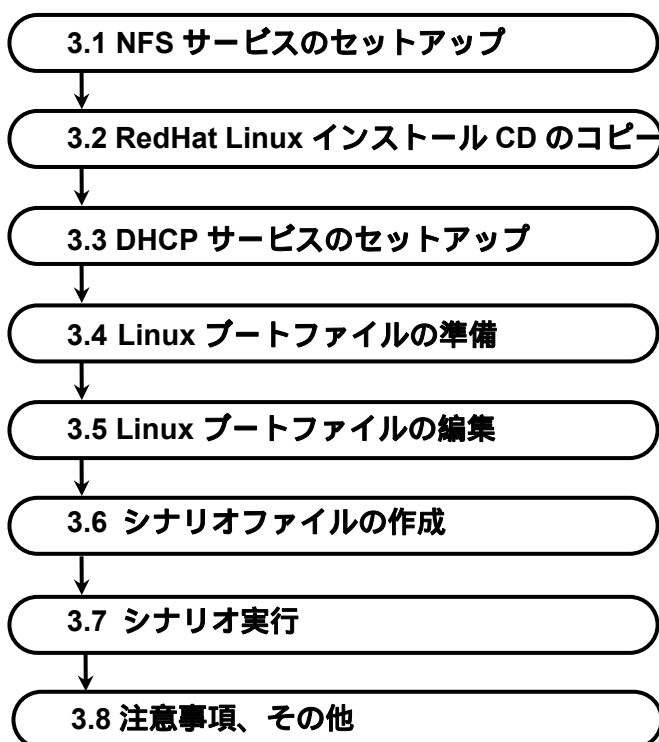 3.1 NFS サービスのセットアップ
3.2 RedHat Linux インストール CD のコピー
3.3 DHCP サービスのセットアップ
3.4 Linux ブートファイルの準備
3.5 Linux ブートファイルの編集
3.6 シナリオファイルの作成
3.7 シナリオ実行
3.8 注意事項、その他